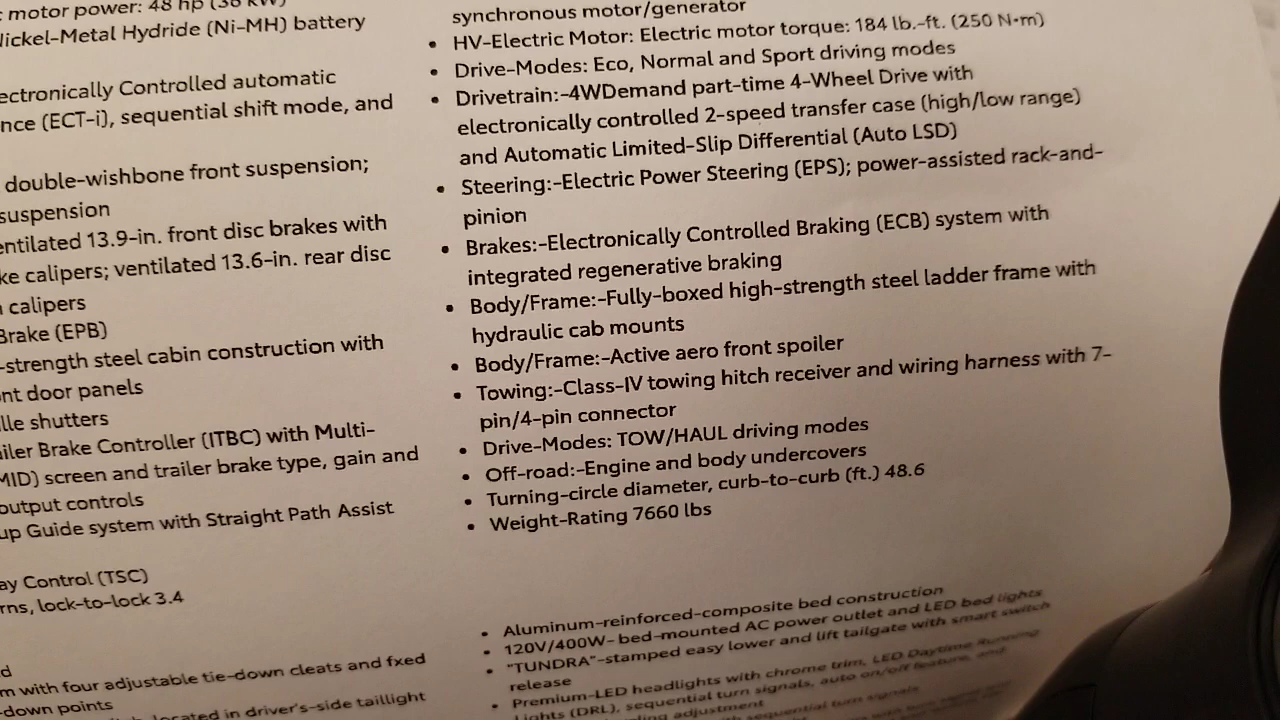 motor power: 48 hp (36 kW)
Nickel-Metal Hydride (Ni-MH) battery
ectronically Controlled automatic
nce (ECT-i), sequential shift mode, and
double-wishbone front suspension;
suspension
entilated 13.9-in. front disc brakes with
ke calipers; ventilated 13.6-in. rear disc
calipers
Brake (EPB)
-strength steel cabin construction with
nt door panels
lle shutters
iler Brake Controller (ITBC) with Multi-
MID) screen and trailer brake type, gain and
output controls
up Guide system with Straight Path Assist
ay Control (TSC)
rns, lock-to-lock 3.4
d
m with four adjustable tie-down cleats and fxed
-down points
located in driver's-side taillight
synchronous motor/generator
• HV-Electric Motor: Electric motor torque: 184 lb.-ft. (250 N•m)
• Drive-Modes: Eco, Normal and Sport driving modes
• Drivetrain:-4WDemand part-time 4-Wheel Drive with
electronically controlled 2-speed transfer case (high/low range)
and Automatic Limited-Slip Differential (Auto LSD)
• Steering:-Electric Power Steering (EPS); power-assisted rack-and-
pinion
• Brakes:-Electronically Controlled Braking (ECB) system with
integrated regenerative braking
• Body/Frame:-Fully-boxed high-strength steel ladder frame with
hydraulic cab mounts
• Body/Frame:-Active aero front spoiler
• Towing:-Class-IV towing hitch receiver and wiring harness with 7-
pin/4-pin connector
• Drive-Modes: TOW/HAUL driving modes
• Off-road:-Engine and body undercovers
• Turning-circle diameter, curb-to-curb (ft.) 48.6
• Weight-Rating 7660 lbs
• Aluminum-reinforced-composite bed construction
• 120V/400W- bed-mounted AC power outlet and LED bed lights
• "TUNDRA"-stamped easy lower and lift tailgate with smart switch
release
• Premium-LED headlights with chrome trim, LED Daytime Running
Lights (DRL), sequential turn signals, auto on/off feature, and
adjustment
sequential turn signals